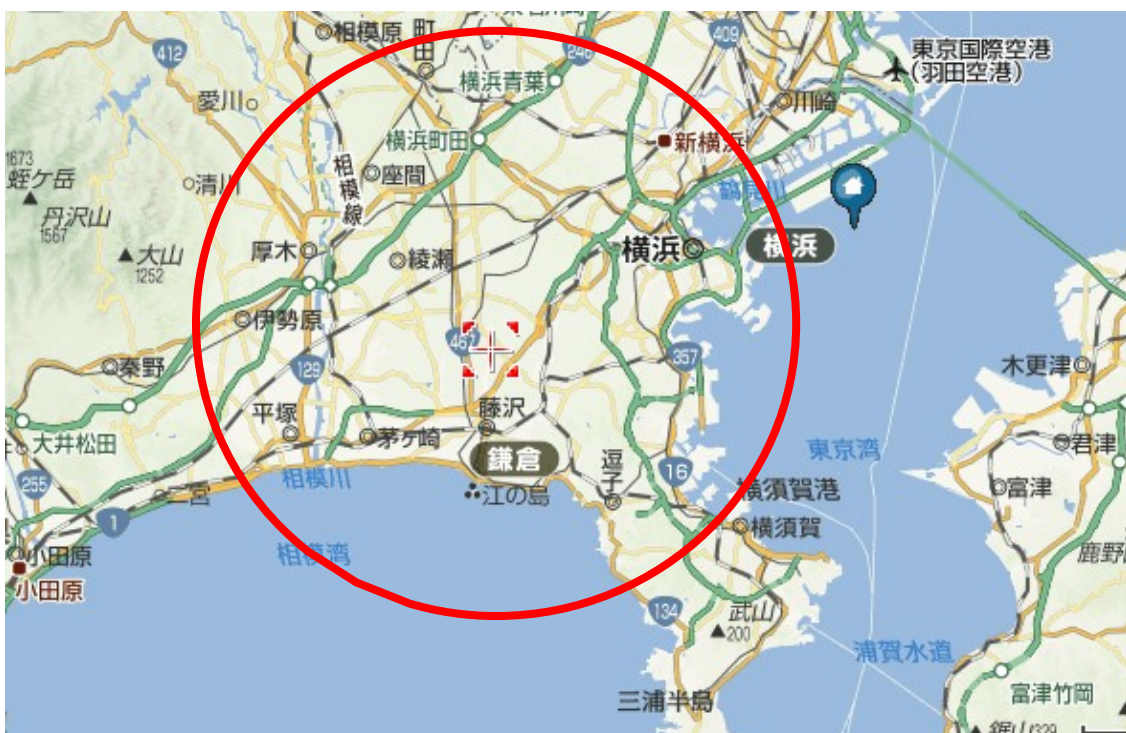 相模原
町田
246
409
東京国際空港
(羽田空港)
412
横浜青葉
愛川
川崎
横浜町田
新横浜
1673
蛭ヶ岳
相模線
座間
清川
鶴見川
丹沢山
1567
大山
1252
厚木
綾瀬
横浜
横浜
伊勢原
467
357
秦野
129
木更津
平塚
藤沢
茅ヶ崎
大井松田
鎌倉
逗子
東京湾
君津
255
相模川
16
富津
二宮
江の島
横須賀港
1
横須賀
小田原
相模湾
鹿野
小田原
134
武山
200
浦賀水道
三浦半島
富津竹岡
鋸山329